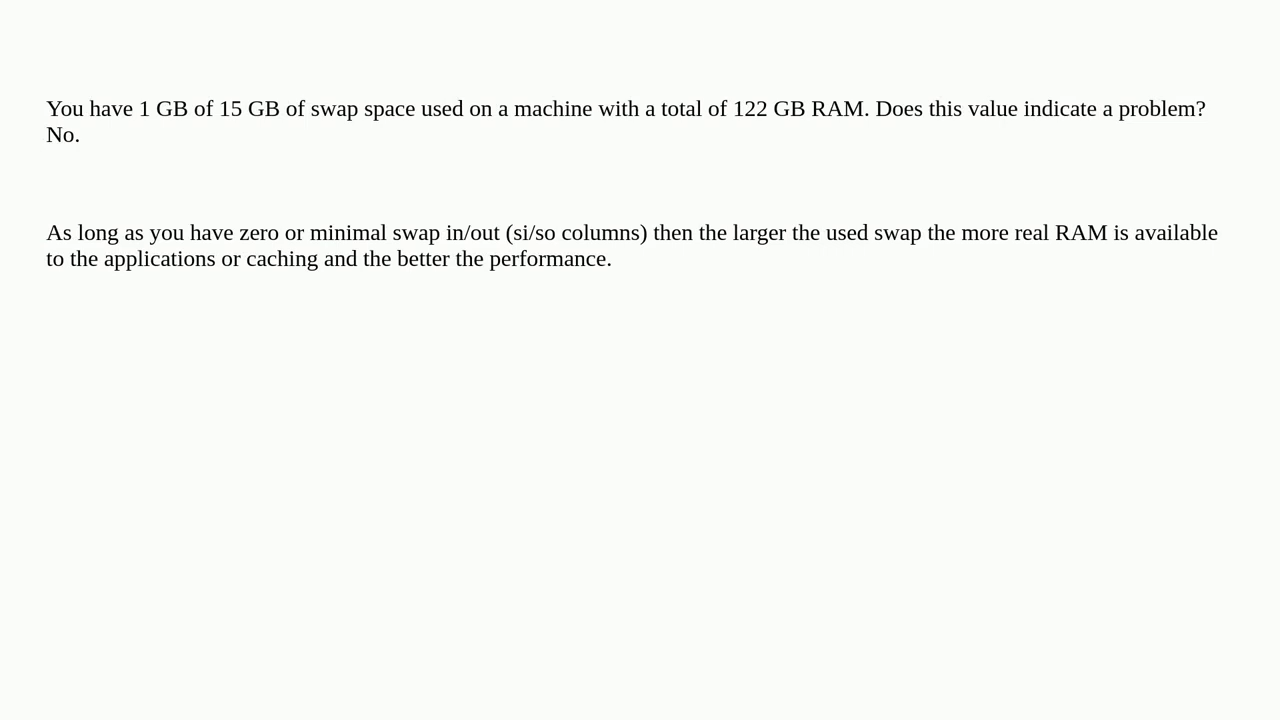 You have 1 GB of 15 GB of swap space used on a machine with a total of 122 GB RAM. Does this value indicate a problem?
No.
As long as you have zero or minimal swap in/out (si/so columns) then the larger the used swap the more real RAM is available
to the applications or caching and the better the performance.